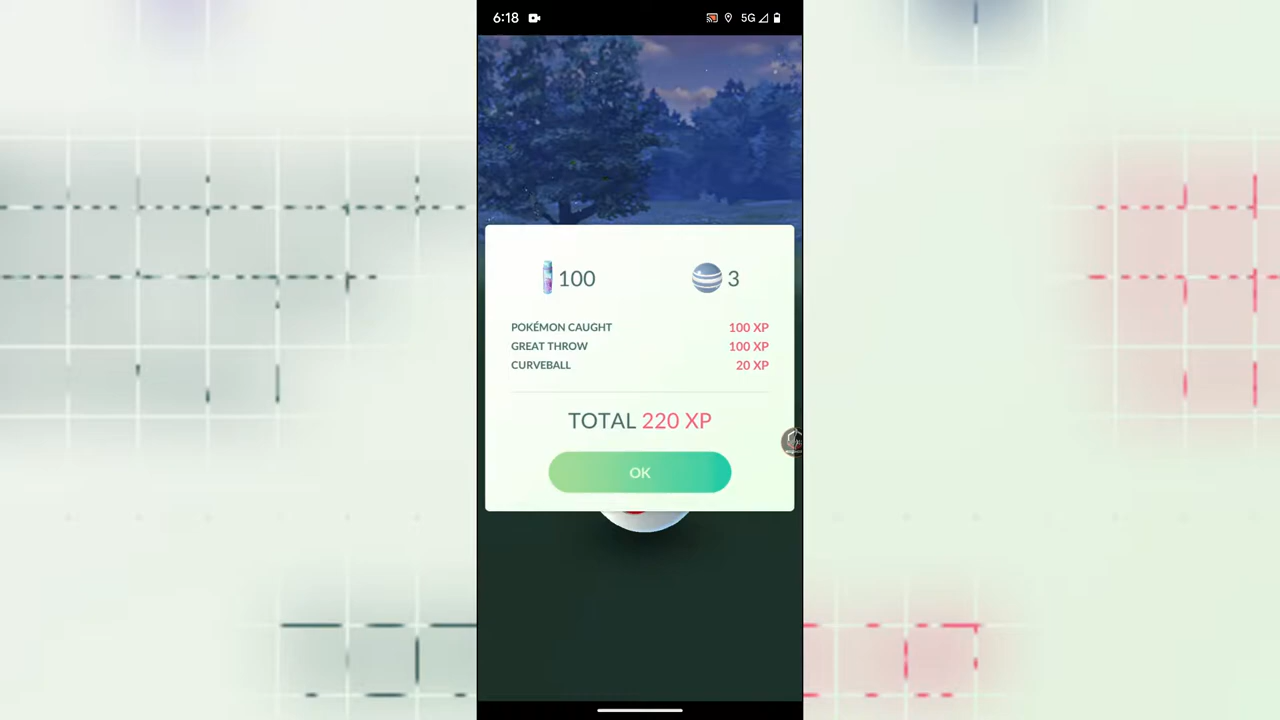 6:18 5G
100 3
POKÉMON CAUGHT 100 XP
GREAT THROW 100 XP
CURVEBALL 20 XP
TOTAL 220 XP
OK